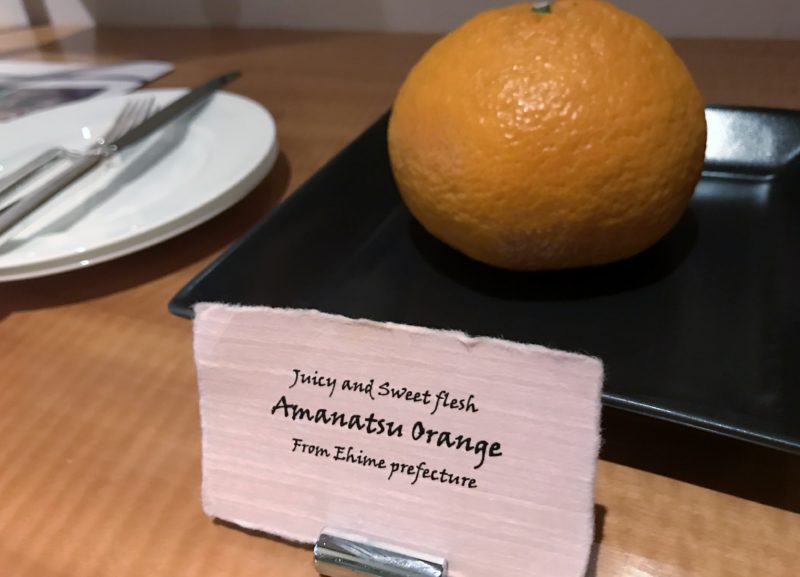 Juicy and Sweet flesh
Amanatsu Orange
From Ehime prefecture